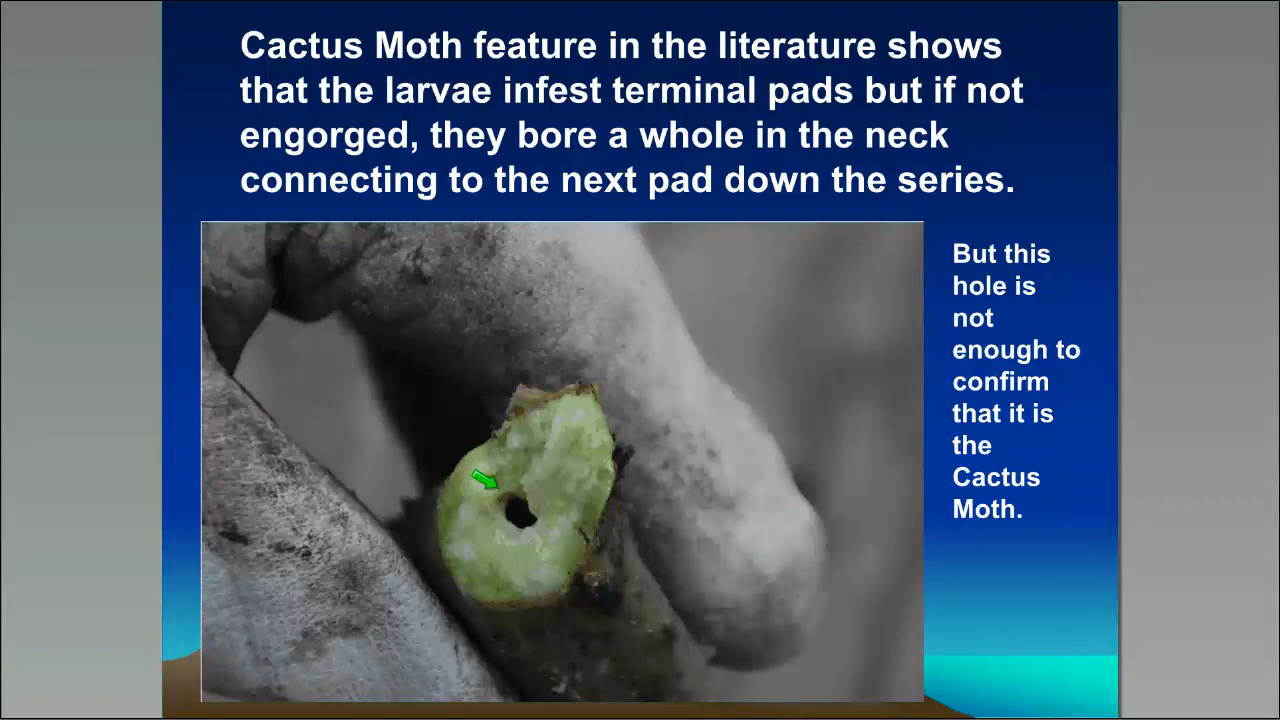 Cactus Moth feature in the literature shows
that the larvae infest terminal pads but if not
engorged, they bore a whole in the neck
connecting to the next pad down the series.
But this
hole is
not
enough to
confirm
that it is
the
Cactus
Moth.